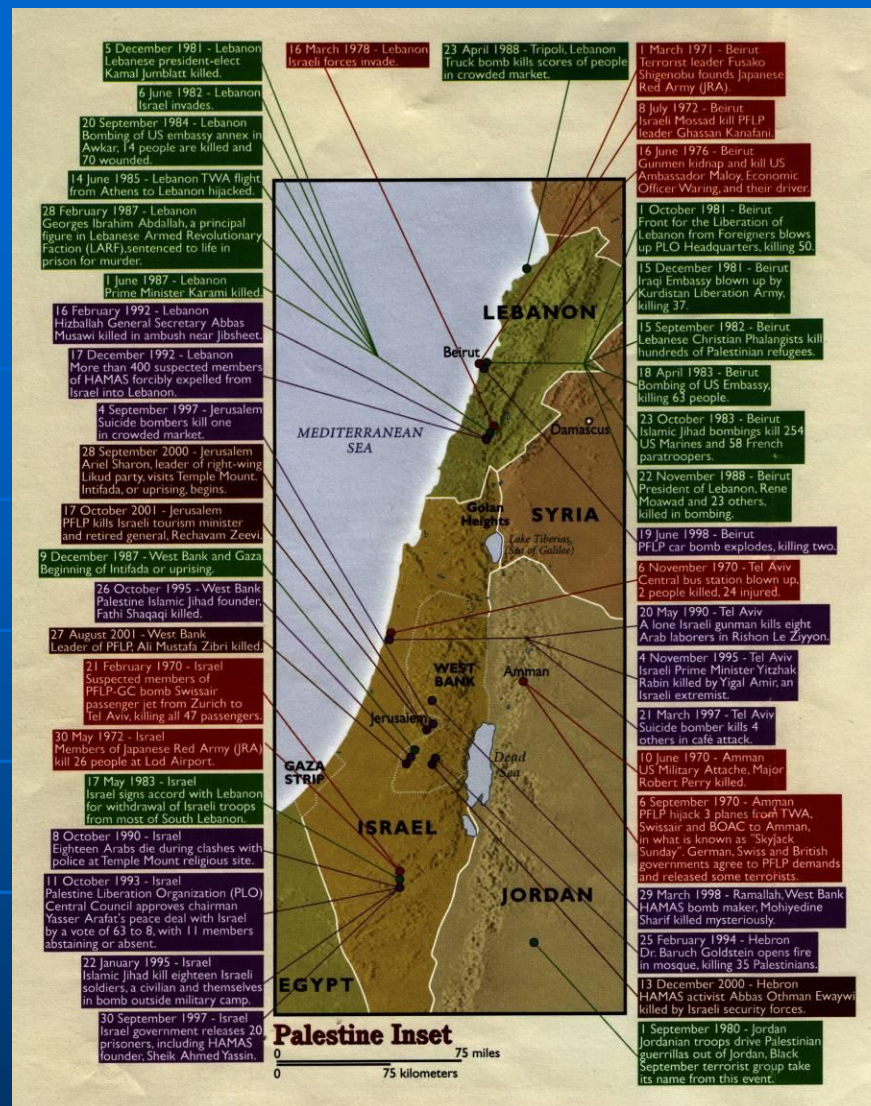 5 December 1981 - Lebanon
Lebanese president-elect
Kamal Jumblatt killed.
6 June 1982 - Lebanon
Israel invades.
20 September 1984 - Lebanon
Bombing of US embassy annex in
Awkar, 14 people are killed and
70 wounded.
14 June 1985 - Lebanon TWA flight
from Athens to Lebanon hijacked.
28 February 1987 - Lebanon
Georges Ibrahim Abdallah, a principal
figure in Lebanese Armed Revolutionary
Faction (LARF), sentenced to life in
prison for murder.
1 June 1987 - Lebanon
Prime Minister Karami killed.
16 February 1992 - Lebanon
Hizballah General Secretary Abbas
Musawi killed in ambush near Jibsheet.
17 December 1992 - Lebanon
More than 400 suspected members
of HAMAS forcibly expelled from
Israel into Lebanon.
4 September 1997 - Jerusalem
Suicide bombers kill one
in crowded market.
28 September 2000 - Jerusalem
Ariel Sharon, leader of right-wing
Likud party, visits Temple Mount.
Intifada, or uprising, begins.
17 October 2001 - Jerusalem
PFLP kills Israeli tourism minister
and retired general, Rechavam Zeevi.
9 December 1987 - West Bank and Gaza
Beginning of Intifada or uprising.
26 October 1995 - West Bank
Palestine Islamic Jihad founder,
Fathi Shaqaqi killed.
27 August 2001 - West Bank
Leader of PFLP, Ali Mustafa Zibri killed.
21 February 1970 - Israel
Suspected members of
PFLP-GC bomb Swissair
passenger jet from Zurich to
Tel Aviv, killing all 47 passengers.
30 May 1972 - Israel
Members of Japanese Red Army (JRA)
kill 26 people at Lod Airport.
17 May 1983 - Israel
Israel signs accord with Lebanon
for withdrawal of Israeli troops
from most of South Lebanon.
8 October 1990 - Israel
Eighteen Arabs die during clashes with
police at Temple Mount religious site.
11 October 1993 - Israel
Palestine Liberation Organization (PLO)
Central Council approves chairman
Yasser Arafat's peace deal with Israel
by a vote of 63 to 8, with 11 members
abstaining or absent.
22 January 1995 - Israel
Islamic Jihad kill eighteen Israeli
soldiers, a civilian and themselves
in bomb outside military camp.
30 September 1997 - Israel
Israel government releases 20
prisoners, including HAMAS
founder, Sheik Ahmed Yassin.
16 March 1978 - Lebanon
Israeli forces invade.
23 April 1988 - Tripoli, Lebanon
Truck bomb kills scores of people
in crowded market.
LEBANON
Beirut
MEDITERRANEAN
SEA
Damascus
Golan
Heights
SYRIA
Lake Tiberias,
(Sea of Galilee)
WEST
BANK
Amman
Jerusalem
GAZA
STRIP
Dead
Sea
ISRAEL
JORDAN
EGYPT
Palestine Inset
0 75 miles
0 75 kilometers
1 March 1971 - Beirut
Terrorist leader Fusako
Shigenobu founds Japanese
Red Army (JRA).
8 July 1972 - Beirut
Israeli Mossad kill PFLP
leader Ghassan Kanafani.
16 June 1976 - Beirut
Gunmen kidnap and kill US
Ambassador Maloy, Economic
Officer Waring, and their driver.
1 October 1981 - Beirut
Front for the Liberation of
Lebanon from Foreigners blows
up PLO Headquarters, killing 50.
15 December 1981 - Beirut
Iraqi Embassy blown up by
Kurdistan Liberation Army,
killing 37.
15 September 1982 - Beirut
Lebanese Christian Phalangists kill
hundreds of Palestinian refugees.
18 April 1983 - Beirut
Bombing of US Embassy,
killing 63 people.
23 October 1983 - Beirut
Islamic Jihad bombings kill 254
US Marines and 58 French
paratroopers.
22 November 1988 - Beirut
President of Lebanon, Rene
Moawad and 23 others,
killed in bombing.
19 June 1998 - Beirut
PFLP car bomb explodes, killing two.
6 November 1970 - Tel Aviv
Central bus station blown up,
2 people killed, 24 injured.
20 May 1990 - Tel Aviv
A lone Israeli gunman kills eight
Arab laborers in Rishon Le Ziyyon.
4 November 1995 - Tel Aviv
Israeli Prime Minister Yitzhak
Rabin killed by Yigal Amir, an
Israeli extremist.
21 March 1997 - Tel Aviv
Suicide bomber kills 4
others in café attack.
10 June 1970 - Amman
US Military Attache, Major
Robert Perry killed.
6 September 1970 - Amman
PFLP hijack 3 planes from TWA,
Swissair and BOAC to Amman,
in what is known as "Skyjack
Sunday". German, Swiss and British
governments agree to PFLP demands
and released some terrorists.
29 March 1998 - Ramallah, West Bank
HAMAS bomb maker, Mohiyedine
Sharif killed mysteriously.
25 February 1994 - Hebron
Dr. Baruch Goldstein opens fire
in mosque, killing 35 Palestinians.
13 December 2000 - Hebron
HAMAS activist Abbas Othman Ewaywi
killed by Israeli security forces.
1 September 1980 - Jordan
Jordanian troops drive Palestinian
guerrillas out of Jordan, Black
September terrorist group take
its name from this event.